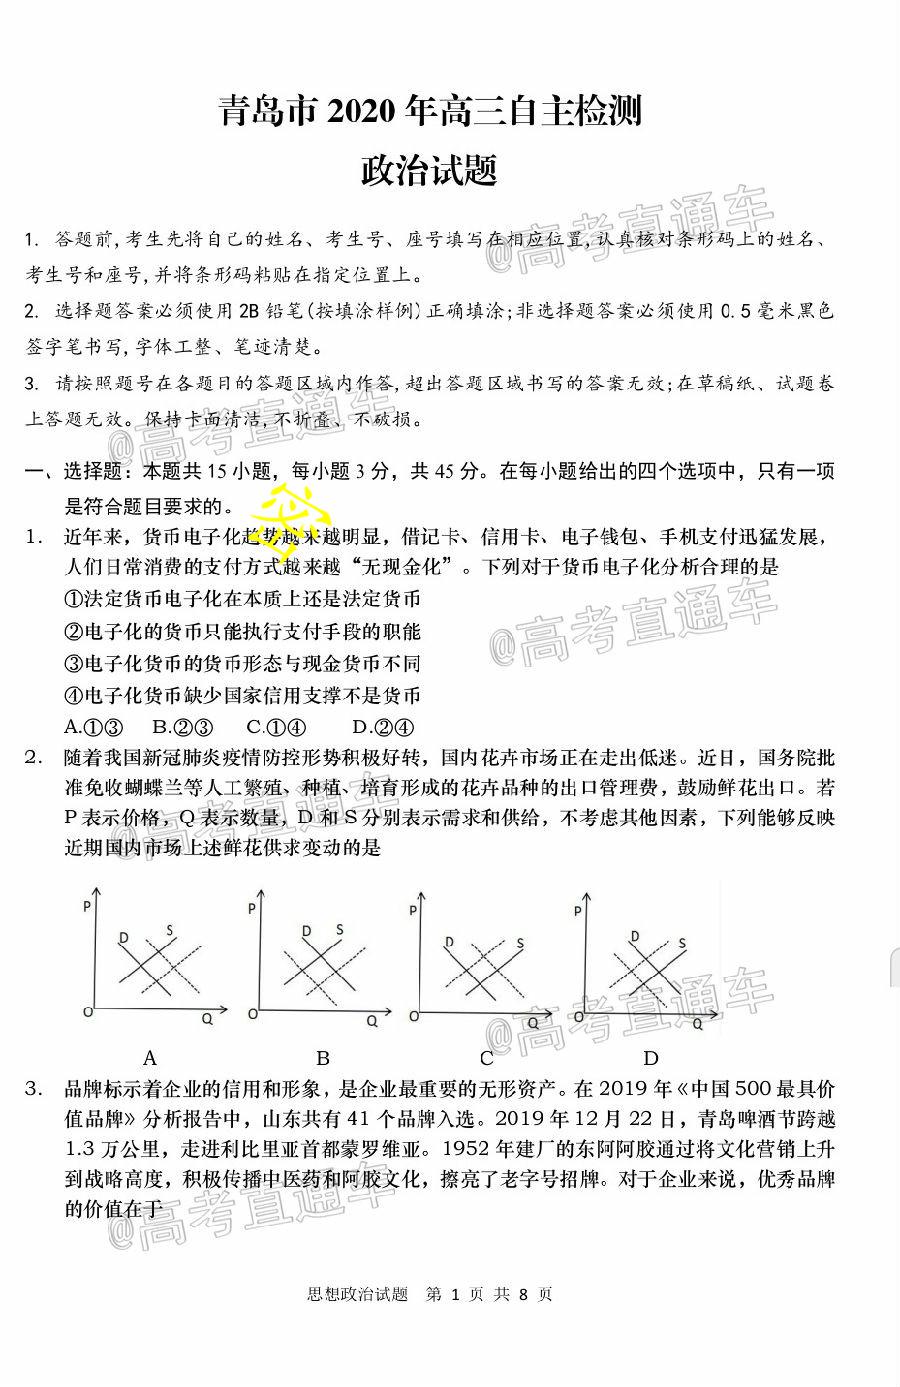 青岛市 2020 年高三自主检测
政治试题
1. 答题前,考生先将自己的姓名、考生号、座号填写在相应位置,认真核对条形码上的姓名、
考生号和座号,并将条形码粘贴在指定位置上。
2. 选择题答案必须使用 2B 铅笔(按填涂样例)正确填涂;非选择题答案必须使用 0.5 毫米黑色
签字笔书写,字体工整、笔迹清楚。
3. 请按照题号在各题目的答题区域内作答,超出答题区域书写的答案无效;在草稿纸、试题卷
上答题无效。保持卡面清洁,不折叠、不破损。
一、选择题：本题共 15 小题，每小题 3 分，共 45 分。在每小题给出的四个选项中，只有一项
是符合题目要求的。
密
1. 近年来，货币电子化趋势越来越明显，借记卡、信用卡、电子钱包、手机支付迅猛发展，
人们日常消费的支付方式越来越“无现金化”。下列对于货币电子化分析合理的是
①法定货币电子化在本质上还是法定货币
②电子化的货币只能执行支付手段的职能
③电子化货币的货币形态与现金货币不同
④电子化货币缺少国家信用支撑不是货币
A.①③ B.②③ C.①④ D.②④
2. 随着我国新冠肺炎疫情防控形势积极好转，国内花卉市场正在走出低迷。近日，国务院批
准免收蝴蝶兰等人工繁殖、种植、培育形成的花卉品种的出口管理费，鼓励鲜花出口。若
P 表示价格，Q 表示数量，D 和 S 分别表示需求和供给，不考虑其他因素，下列能够反映
近期国内市场上述鲜花供求变动的是
P D S O Q
P D S O Q
P D S O Q
P D S O Q
A B C D
3. 品牌标示着企业的信用和形象，是企业最重要的无形资产。在 2019 年《中国 500 最具价
值品牌》分析报告中，山东共有 41 个品牌入选。2019 年 12 月 22 日，青岛啤酒节跨越
1.3 万公里，走进利比里亚首都蒙罗维亚。1952 年建厂的东阿阿胶通过将文化营销上升
到战略高度，积极传播中医药和阿胶文化，擦亮了老字号招牌。对于企业来说，优秀品牌
的价值在于
思想政治试题 第 1 页 共 8 页
@高考直通车
@高考直通车
@高考直通车
@高考直通车
@高考直通车
@高考直通车